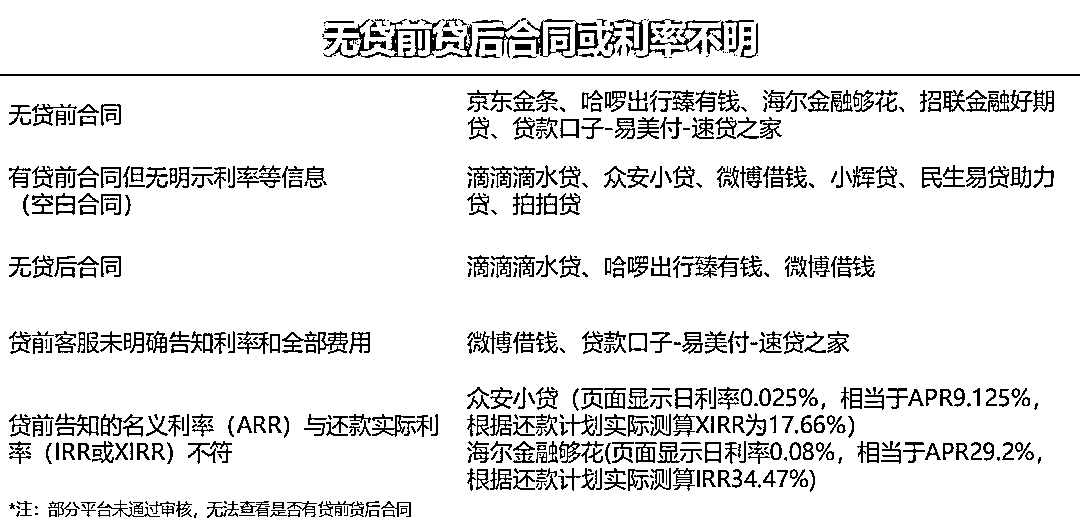 无贷前贷后合同或利率不明
无贷前合同
京东金条、哈啰出行臻有钱、海尔金融够花、招联金融好期
贷、贷款口子-易美付-速贷之家
有贷前合同但无明示利率等信息
（空白合同）
滴滴滴水贷、众安小贷、微博借钱、小辉贷、民生易贷助力
贷、拍拍贷
无贷后合同
滴滴滴水贷、哈啰出行臻有钱、微博借钱
贷前客服未明确告知利率和全部费用
微博借钱、贷款口子-易美付-速贷之家
贷前告知的名义利率（ARR）与还款实际利
率（IRR或XIRR）不符
众安小贷（页面显示日利率0.025%，相当于APR9.125%，
根据还款计划实际测算XIRR为17.66%）
海尔金融够花(页面显示日利率0.08%，相当于APR29.2%，
根据还款计划实际测算IRR34.47%)
*注：部分平台未通过审核，无法查看是否有贷前贷后合同